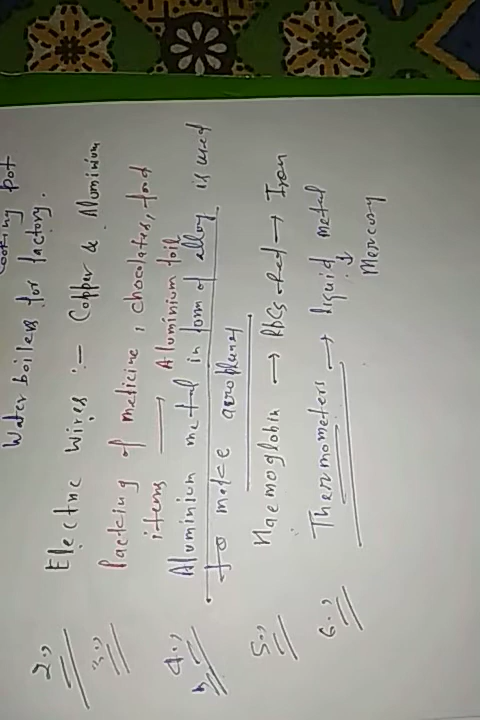 Cooking pot
Water boilers for factory.
2., Electric wires :- Copper & Aluminium
3., Packing of medicine, chocolates, food
items → Aluminium foil
4., Aluminium metal in form of alloy is used
to make aeroplanes
5., Haemoglobin → RBCs → Iron
6., Thermometers → liquid metal
↓
Mercury